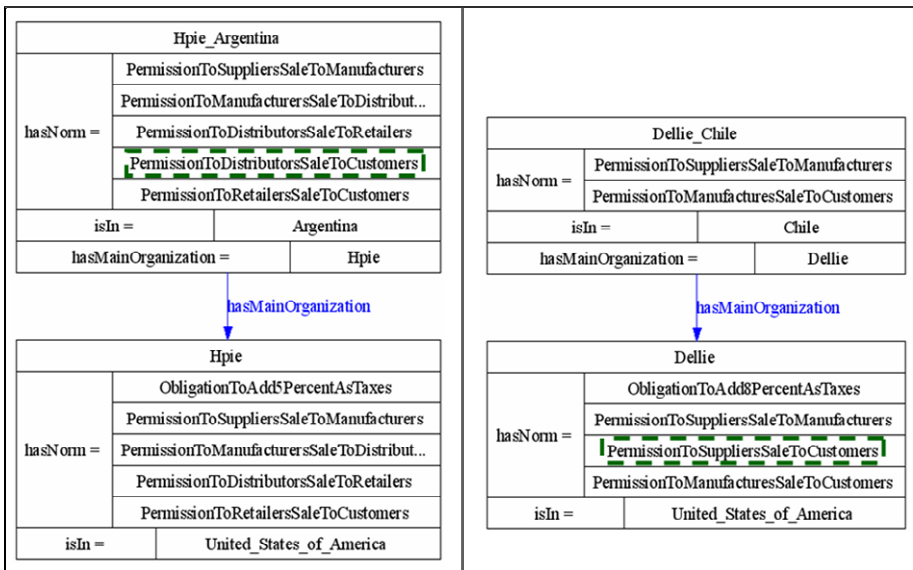 Hpie_Argentina
hasNorm =
PermissionToSuppliersSaleToManufacturers
PermissionToManufacturersSaleToDistribut...
PermissionToDistributorsSaleToRetailers
PermissionToDistributorsSaleToCustomers
PermissionToRetailersSaleToCustomers
isIn = Argentina
hasMainOrganization = Hpie
hasMainOrganization
Hpie
hasNorm =
ObligationToAdd5PercentAsTaxes
PermissionToSuppliersSaleToManufacturers
PermissionToManufacturersSaleToDistribut...
PermissionToDistributorsSaleToRetailers
PermissionToRetailersSaleToCustomers
isIn = United_States_of_America
Dellie_Chile
hasNorm =
PermissionToSuppliersSaleToManufacturers
PermissionToManufacturesSaleToCustomers
isIn = Chile
hasMainOrganization = Dellie
hasMainOrganization
Dellie
hasNorm =
ObligationToAdd8PercentAsTaxes
PermissionToSuppliersSaleToManufacturers
PermissionToSuppliersSaleToCustomers
PermissionToManufacturesSaleToCustomers
isIn = United_States_of_America